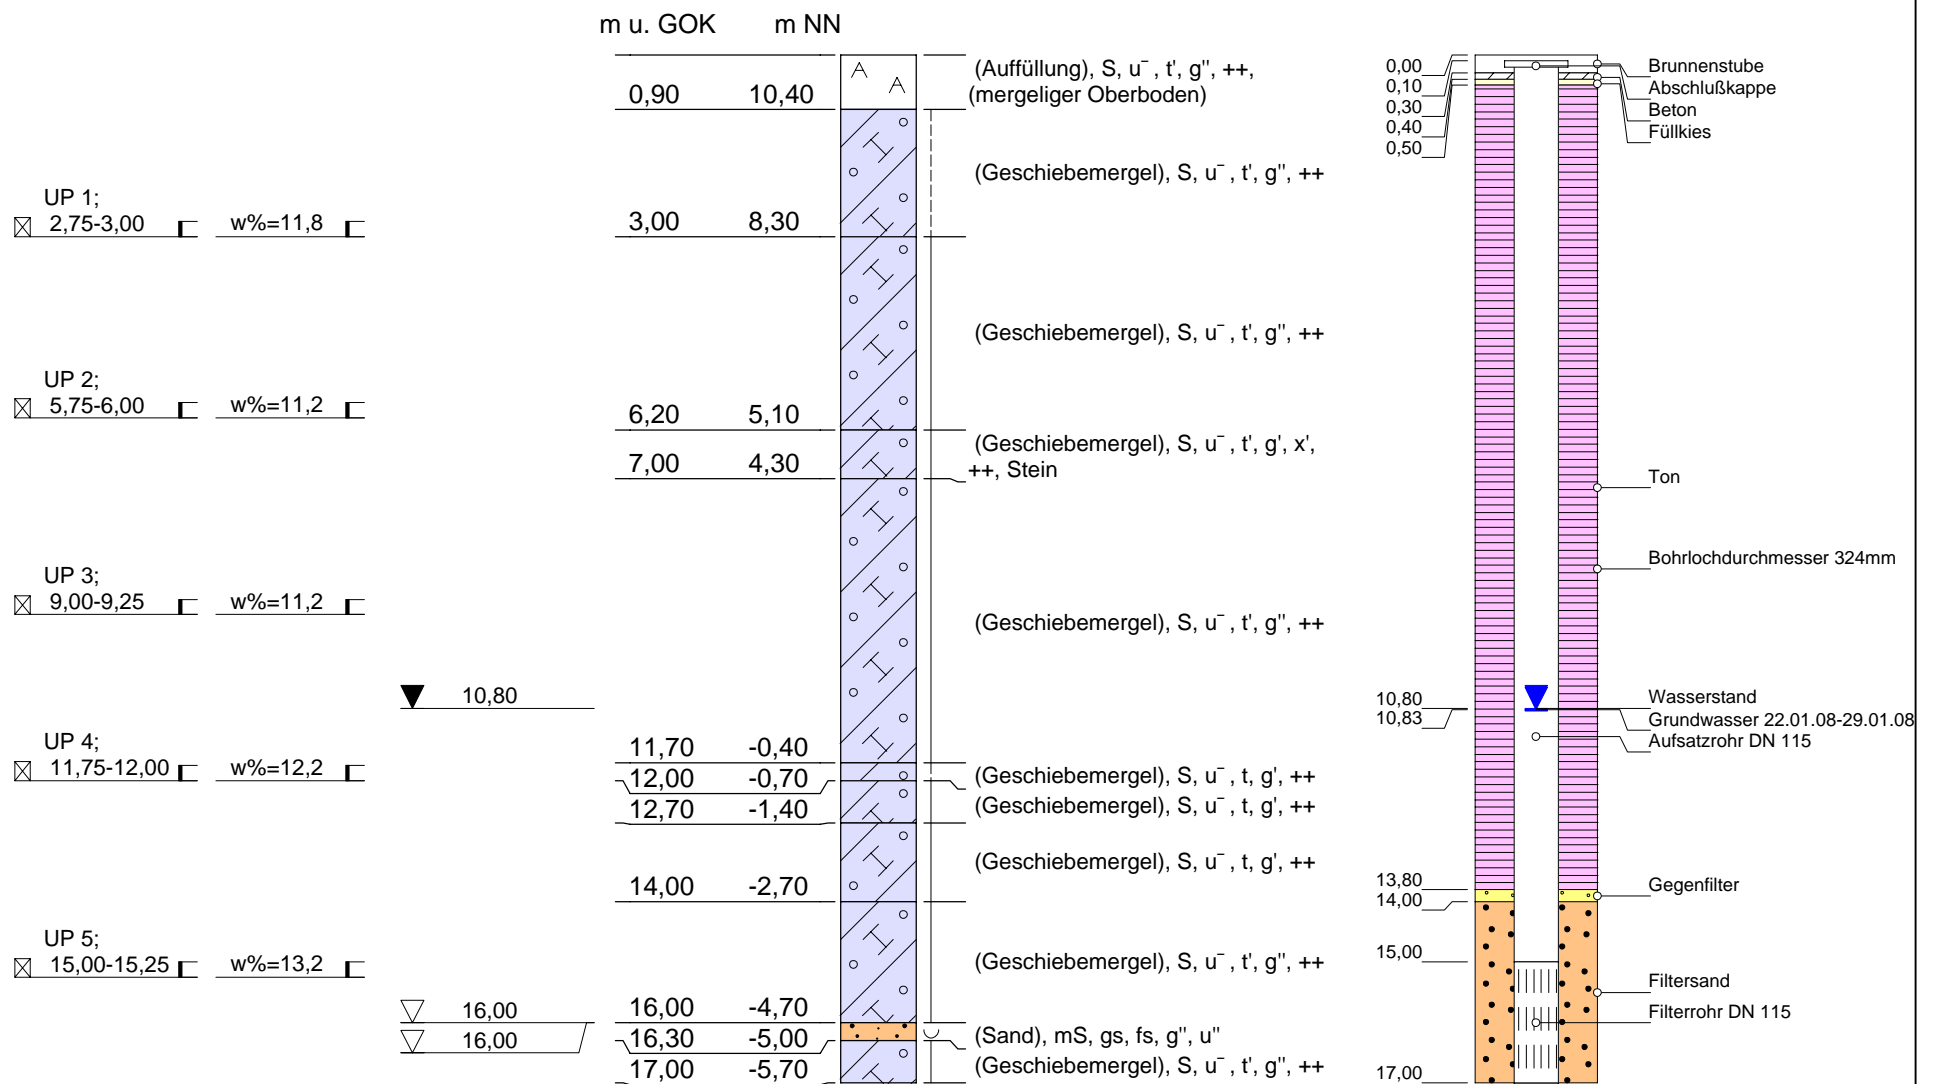 m u. GOK m NN
(Auffüllung), S, u¯, t', g'', ++,
(mergeliger Oberboden)
0,90 10,40
(Geschiebemergel), S, u¯, t', g'', ++
UP 1;
2,75-3,00 w%=11,8
3,00 8,30
(Geschiebemergel), S, u¯, t', g'', ++
UP 2;
5,75-6,00 w%=11,2
6,20 5,10
(Geschiebemergel), S, u¯, t', g', x',
++, Stein
7,00 4,30
UP 3;
9,00-9,25 w%=11,2
(Geschiebemergel), S, u¯, t', g'', ++
10,80
UP 4;
11,75-12,00 w%=12,2
11,70 -0,40
12,00 -0,70
12,70 -1,40
(Geschiebemergel), S, u¯, t, g', ++
(Geschiebemergel), S, u¯, t, g', ++
(Geschiebemergel), S, u¯, t, g', ++
14,00 -2,70
UP 5;
15,00-15,25 w%=13,2
(Geschiebemergel), S, u¯, t', g'', ++
16,00
16,00
16,00 -4,70
16,30 -5,00
(Sand), mS, gs, fs, g'', u''
17,00 -5,70
(Geschiebemergel), S, u¯, t', g'', ++
0,00
0,10
0,30
0,40
0,50
Brunnenstube
Abschlußkappe
Beton
Füllkies
Ton
Bohrlochdurchmesser 324mm
10,80
10,83
Wasserstand
Grundwasser 22.01.08-29.01.08
Aufsatzrohr DN 115
13,80
14,00
Gegenfilter
15,00
Filtersand
Filterrohr DN 115
17,00
A
A